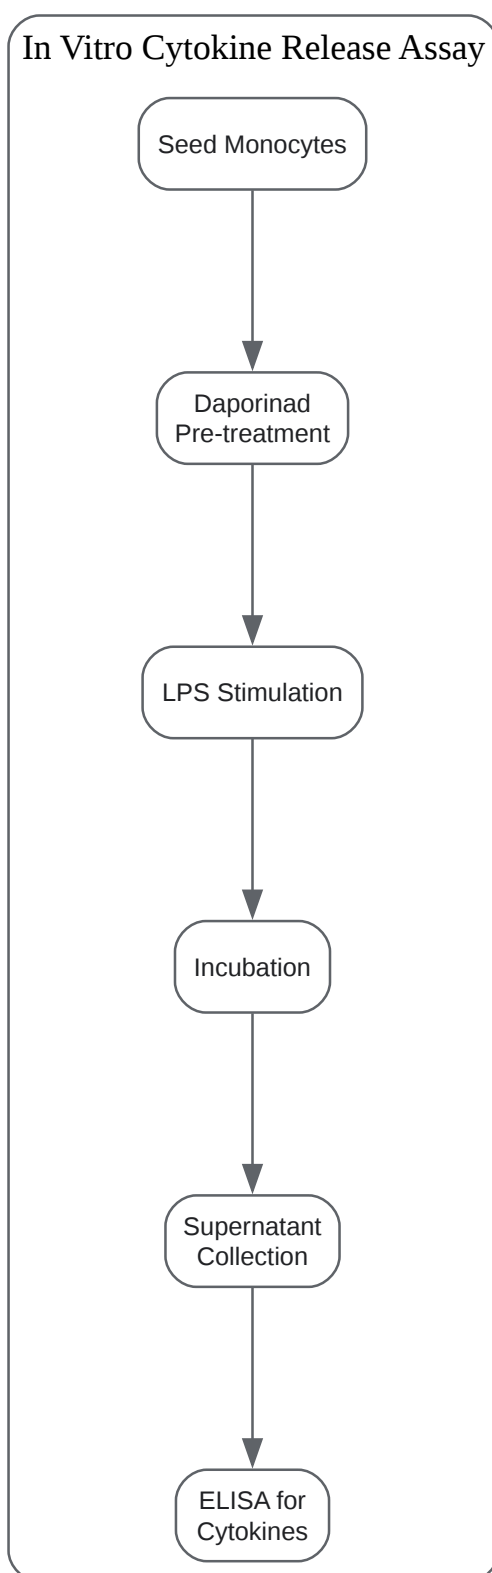 In Vitro Cytokine Release Assay
Seed Monocytes
Daporinad
Pre-treatment
LPS Stimulation
Incubation
Supernatant
Collection
ELISA for
Cytokines